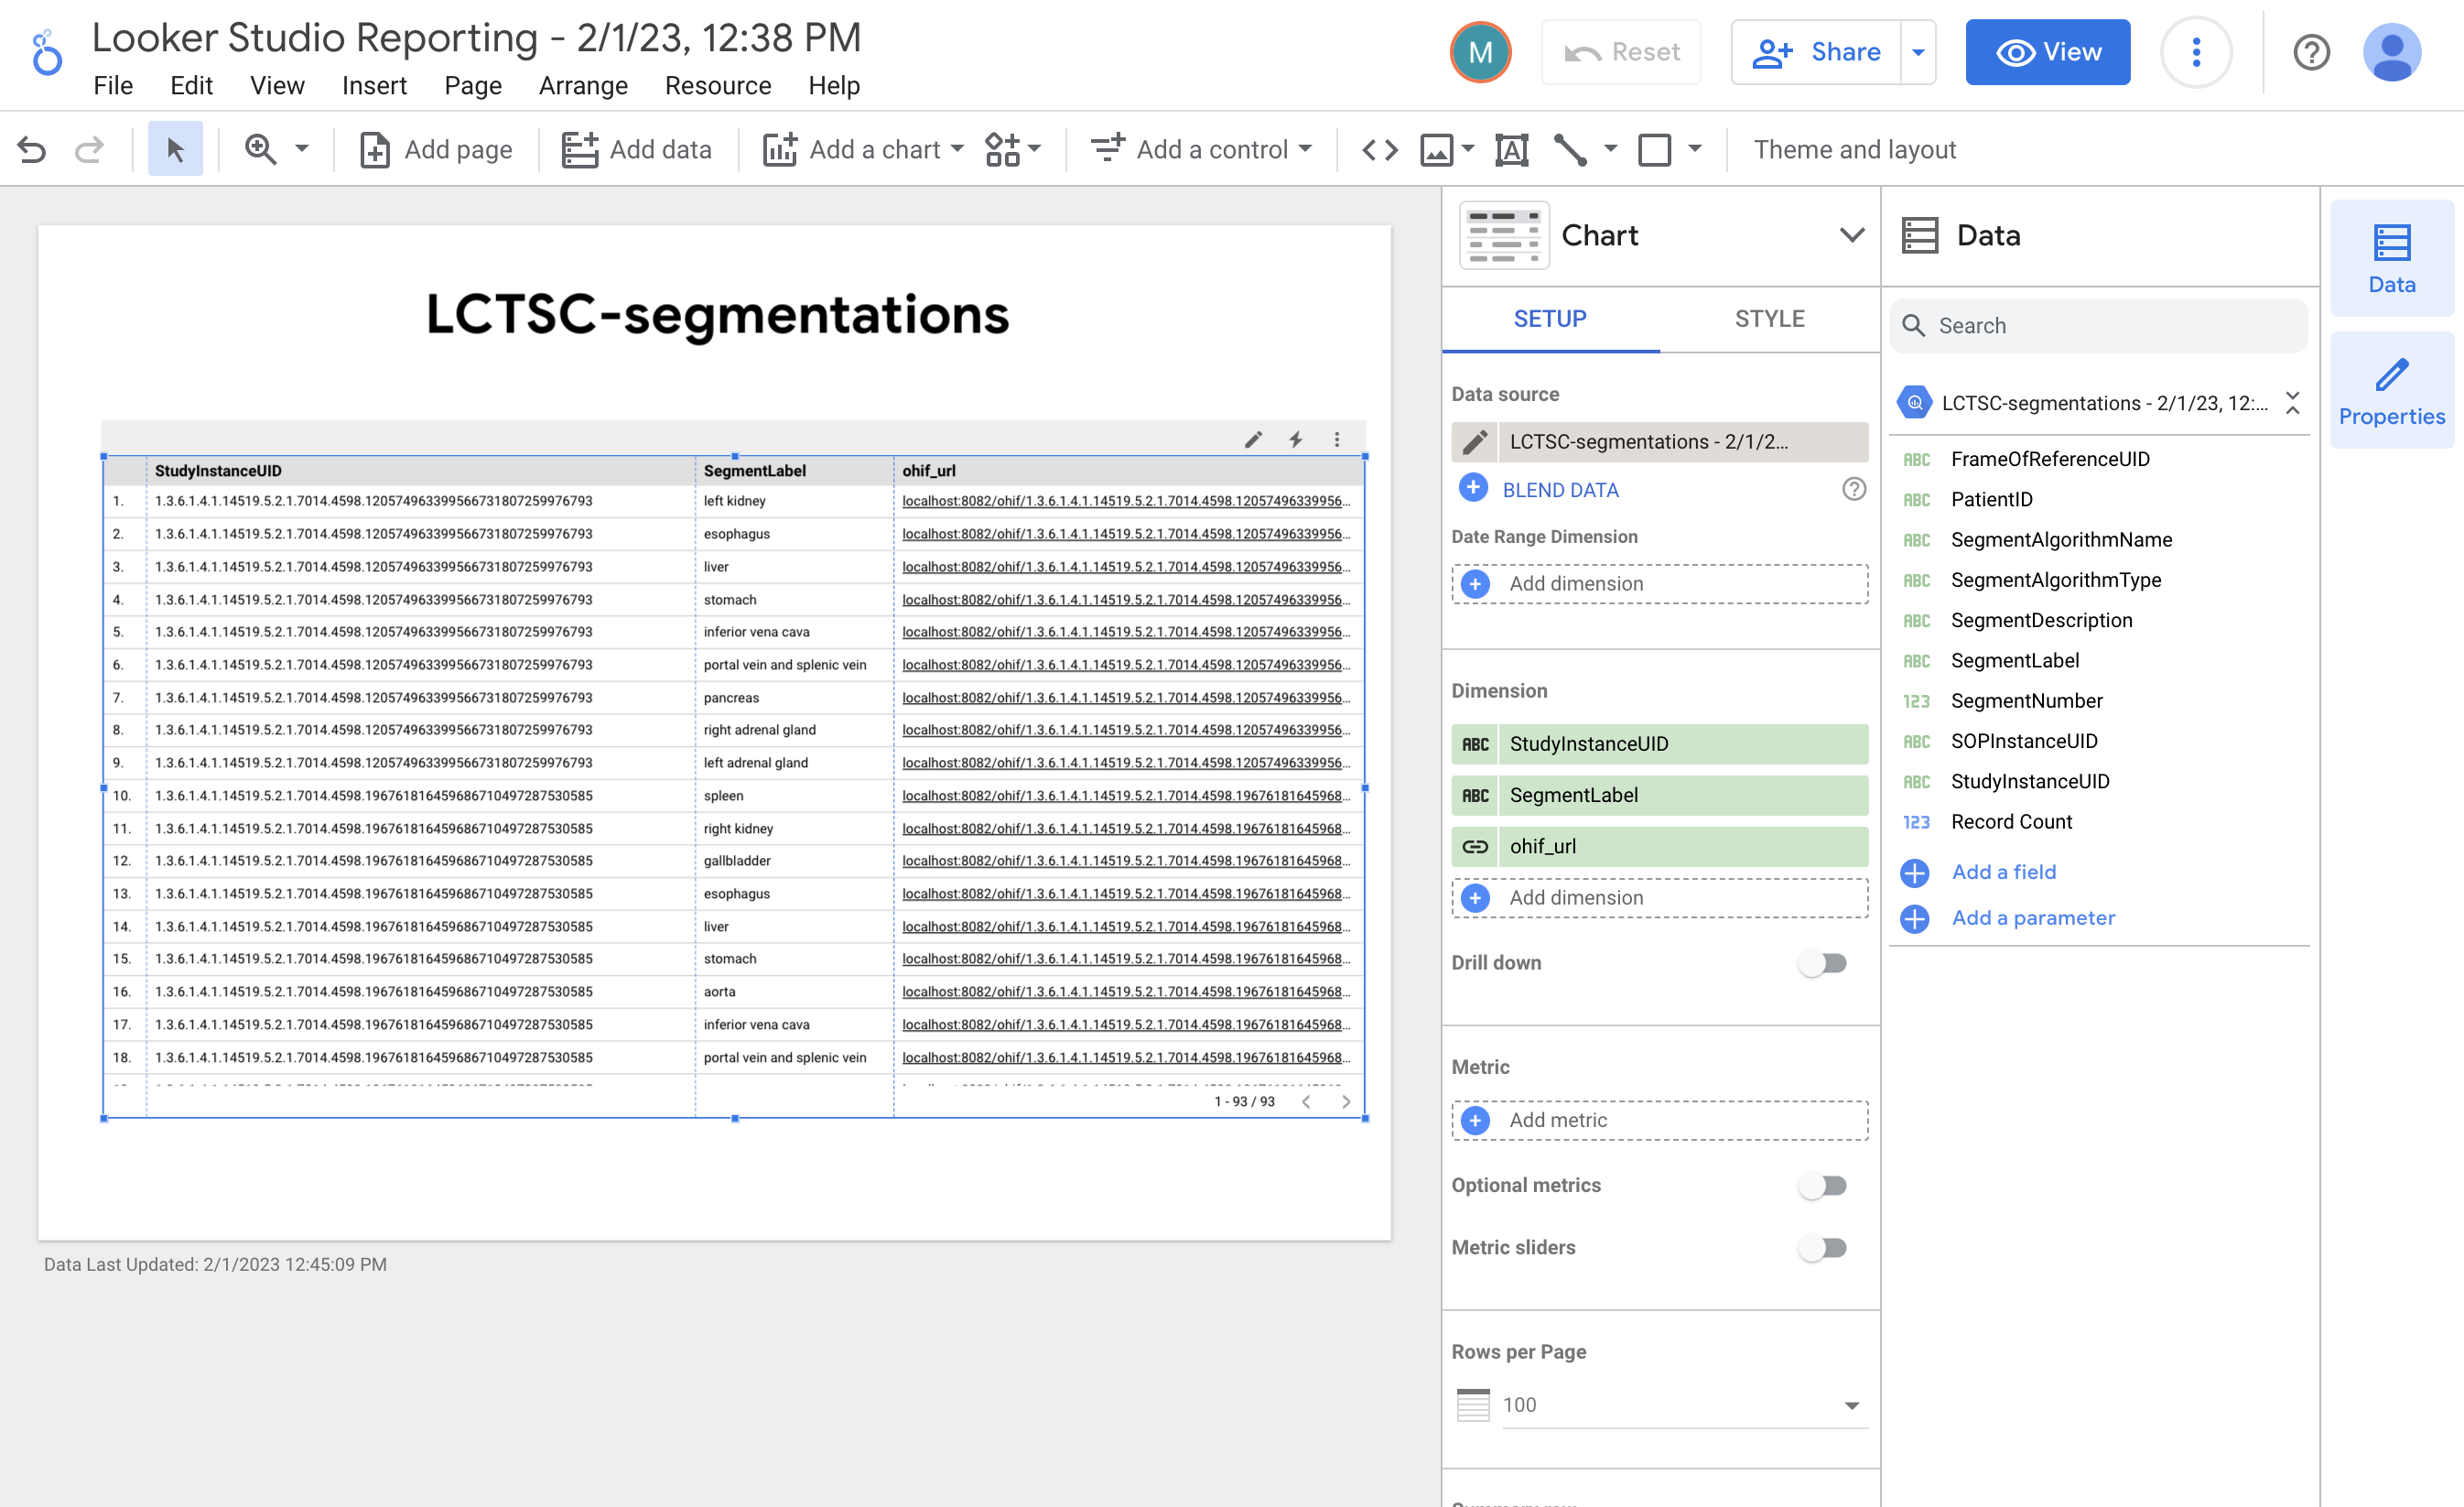 Looker Studio Reporting - 2/1/23, 12:38 PM
File Edit View Insert Page Arrange Resource Help
M
Reset
Share
View
Add page
Add data
Add a chart
Add a control
Theme and layout
LCTSC-segmentations
StudyInstanceUID SegmentLabel ohif_url
1. 1.3.6.1.4.1.14519.5.2.1.7014.4598.120574963399566731807259976793 left kidney localhost:8082/ohif/1.3.6.1.4.1.14519.5.2.1.7014.4598.12057496339956...
2. 1.3.6.1.4.1.14519.5.2.1.7014.4598.120574963399566731807259976793 esophagus localhost:8082/ohif/1.3.6.1.4.1.14519.5.2.1.7014.4598.12057496339956...
3. 1.3.6.1.4.1.14519.5.2.1.7014.4598.120574963399566731807259976793 liver localhost:8082/ohif/1.3.6.1.4.1.14519.5.2.1.7014.4598.12057496339956...
4. 1.3.6.1.4.1.14519.5.2.1.7014.4598.120574963399566731807259976793 stomach localhost:8082/ohif/1.3.6.1.4.1.14519.5.2.1.7014.4598.12057496339956...
5. 1.3.6.1.4.1.14519.5.2.1.7014.4598.120574963399566731807259976793 inferior vena cava localhost:8082/ohif/1.3.6.1.4.1.14519.5.2.1.7014.4598.12057496339956...
6. 1.3.6.1.4.1.14519.5.2.1.7014.4598.120574963399566731807259976793 portal vein and splenic vein localhost:8082/ohif/1.3.6.1.4.1.14519.5.2.1.7014.4598.12057496339956...
7. 1.3.6.1.4.1.14519.5.2.1.7014.4598.120574963399566731807259976793 pancreas localhost:8082/ohif/1.3.6.1.4.1.14519.5.2.1.7014.4598.12057496339956...
8. 1.3.6.1.4.1.14519.5.2.1.7014.4598.120574963399566731807259976793 right adrenal gland localhost:8082/ohif/1.3.6.1.4.1.14519.5.2.1.7014.4598.12057496339956...
9. 1.3.6.1.4.1.14519.5.2.1.7014.4598.120574963399566731807259976793 left adrenal gland localhost:8082/ohif/1.3.6.1.4.1.14519.5.2.1.7014.4598.12057496339956...
10. 1.3.6.1.4.1.14519.5.2.1.7014.4598.196761816459686710497287530585 spleen localhost:8082/ohif/1.3.6.1.4.1.14519.5.2.1.7014.4598.19676181645968...
11. 1.3.6.1.4.1.14519.5.2.1.7014.4598.196761816459686710497287530585 right kidney localhost:8082/ohif/1.3.6.1.4.1.14519.5.2.1.7014.4598.19676181645968...
12. 1.3.6.1.4.1.14519.5.2.1.7014.4598.196761816459686710497287530585 gallbladder localhost:8082/ohif/1.3.6.1.4.1.14519.5.2.1.7014.4598.19676181645968...
13. 1.3.6.1.4.1.14519.5.2.1.7014.4598.196761816459686710497287530585 esophagus localhost:8082/ohif/1.3.6.1.4.1.14519.5.2.1.7014.4598.19676181645968...
14. 1.3.6.1.4.1.14519.5.2.1.7014.4598.196761816459686710497287530585 liver localhost:8082/ohif/1.3.6.1.4.1.14519.5.2.1.7014.4598.19676181645968...
15. 1.3.6.1.4.1.14519.5.2.1.7014.4598.196761816459686710497287530585 stomach localhost:8082/ohif/1.3.6.1.4.1.14519.5.2.1.7014.4598.19676181645968...
16. 1.3.6.1.4.1.14519.5.2.1.7014.4598.196761816459686710497287530585 aorta localhost:8082/ohif/1.3.6.1.4.1.14519.5.2.1.7014.4598.19676181645968...
17. 1.3.6.1.4.1.14519.5.2.1.7014.4598.196761816459686710497287530585 inferior vena cava localhost:8082/ohif/1.3.6.1.4.1.14519.5.2.1.7014.4598.19676181645968...
18. 1.3.6.1.4.1.14519.5.2.1.7014.4598.196761816459686710497287530585 portal vein and splenic vein localhost:8082/ohif/1.3.6.1.4.1.14519.5.2.1.7014.4598.19676181645968...
1 - 93 / 93
Data Last Updated: 2/1/2023 12:45:09 PM
Chart
SETUP STYLE
Data source
LCTSC-segmentations - 2/1/2...
BLEND DATA
Date Range Dimension
Add dimension
Dimension
ABC StudyInstanceUID
ABC SegmentLabel
ohif_url
Add dimension
Drill down
Metric
Add metric
Optional metrics
Metric sliders
Rows per Page
100
Data
Search
LCTSC-segmentations - 2/1/23, 12:...
ABC FrameOfReferenceUID
ABC PatientID
ABC SegmentAlgorithmName
ABC SegmentAlgorithmType
ABC SegmentDescription
ABC SegmentLabel
123 SegmentNumber
ABC SOPInstanceUID
ABC StudyInstanceUID
123 Record Count
Add a field
Add a parameter
Data
Properties